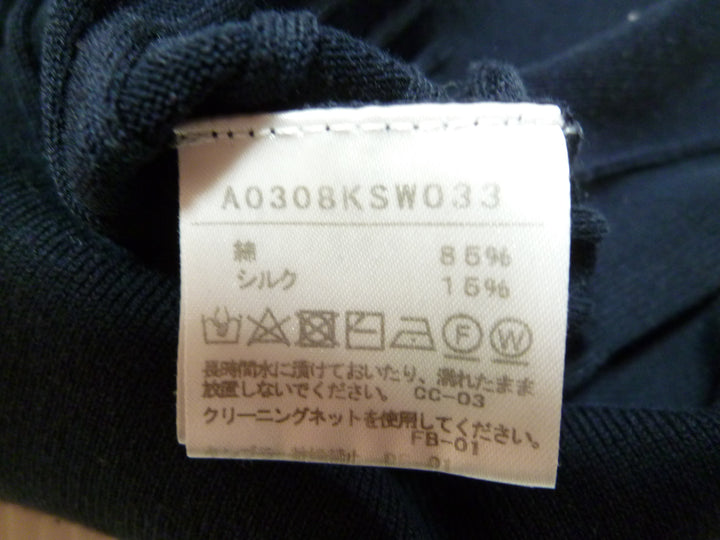 A0308KSW033
綿 85%
シルク 15%
F W
長時間水に漬けておいたり、濡れたまま
放置しないでください。 CC-03
クリーニングネットを使用してください。
FB-01